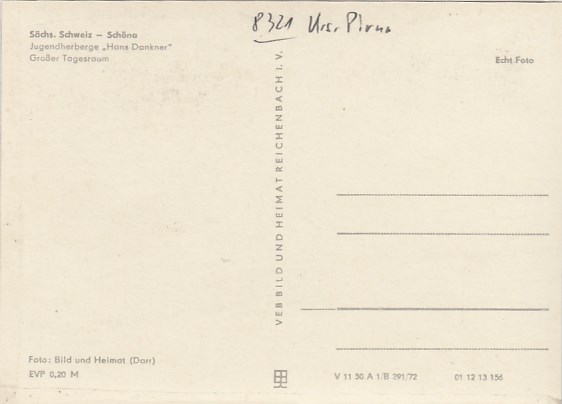 8321 Krs. Pirna
Sächs. Schweiz – Schöna
Jugendherberge „Hans Dankner“
Großer Tagesraum
Echt Foto
VEB BILD UND HEIMAT REICHENBACH I. V.
Foto: Bild und Heimat (Darr)
EVP 0,20 M
V 11 50 A 1/B 291/72 01 12 13 156